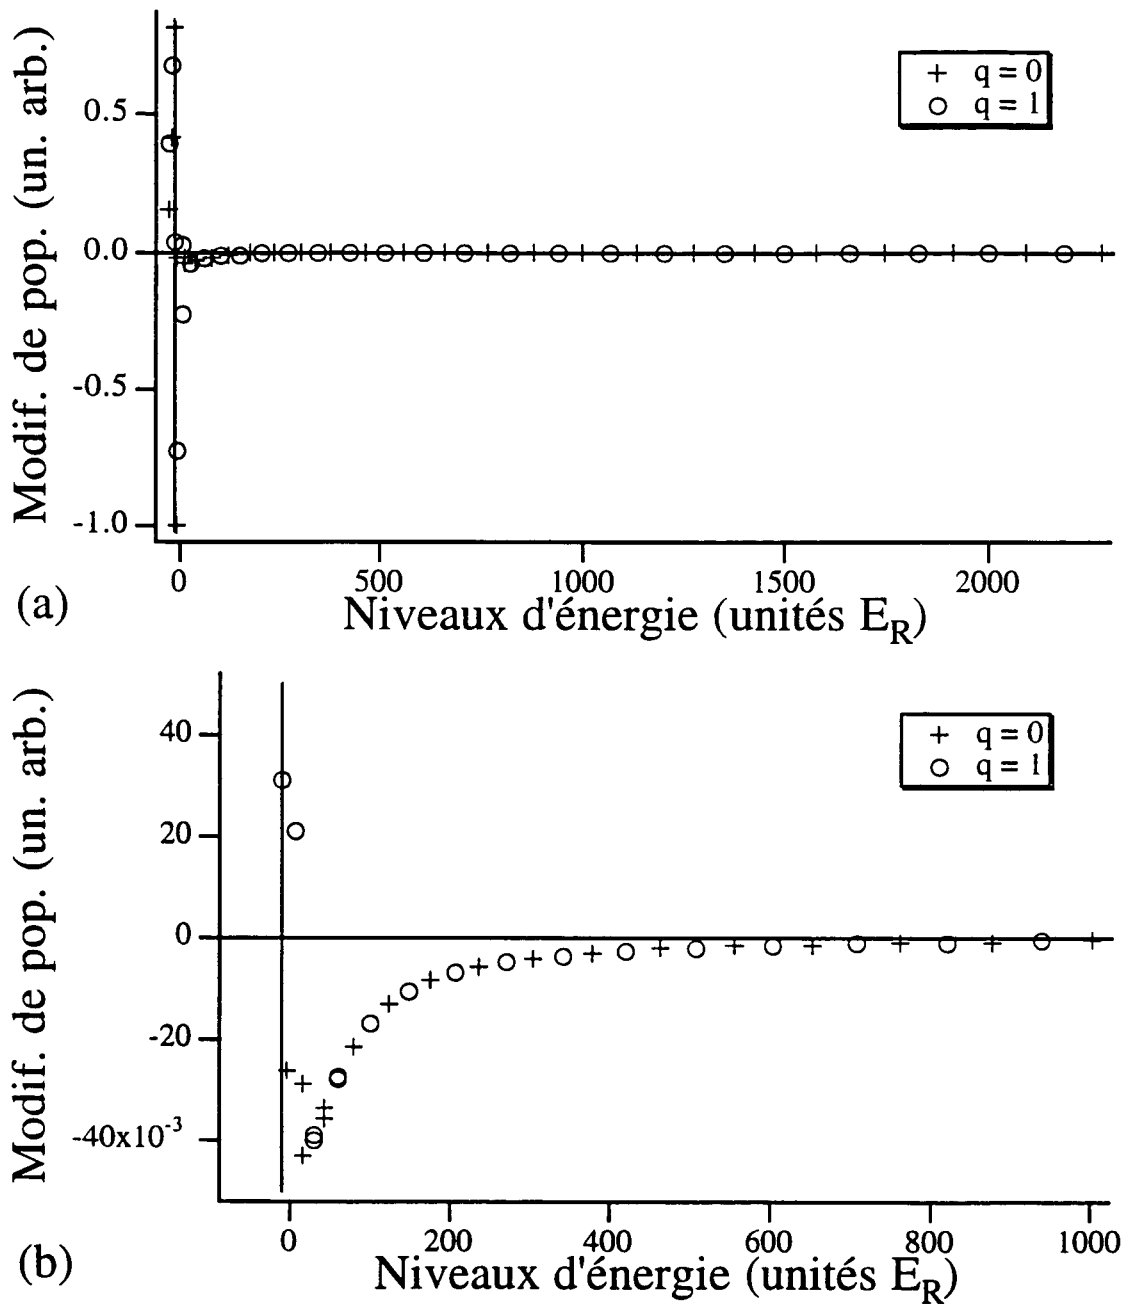 Modif. de pop. (un. arb.)
+ q = 0
○ q = 1
0.5
0.0
-0.5
-1.0
0
500
1000
1500
2000
Niveaux d'énergie (unités E_R)
(a)
Modif. de pop. (un. arb.)
+ q = 0
○ q = 1
40
20
0
-20
-40x10⁻³
0
200
400
600
800
1000
Niveaux d'énergie (unités E_R)
(b)